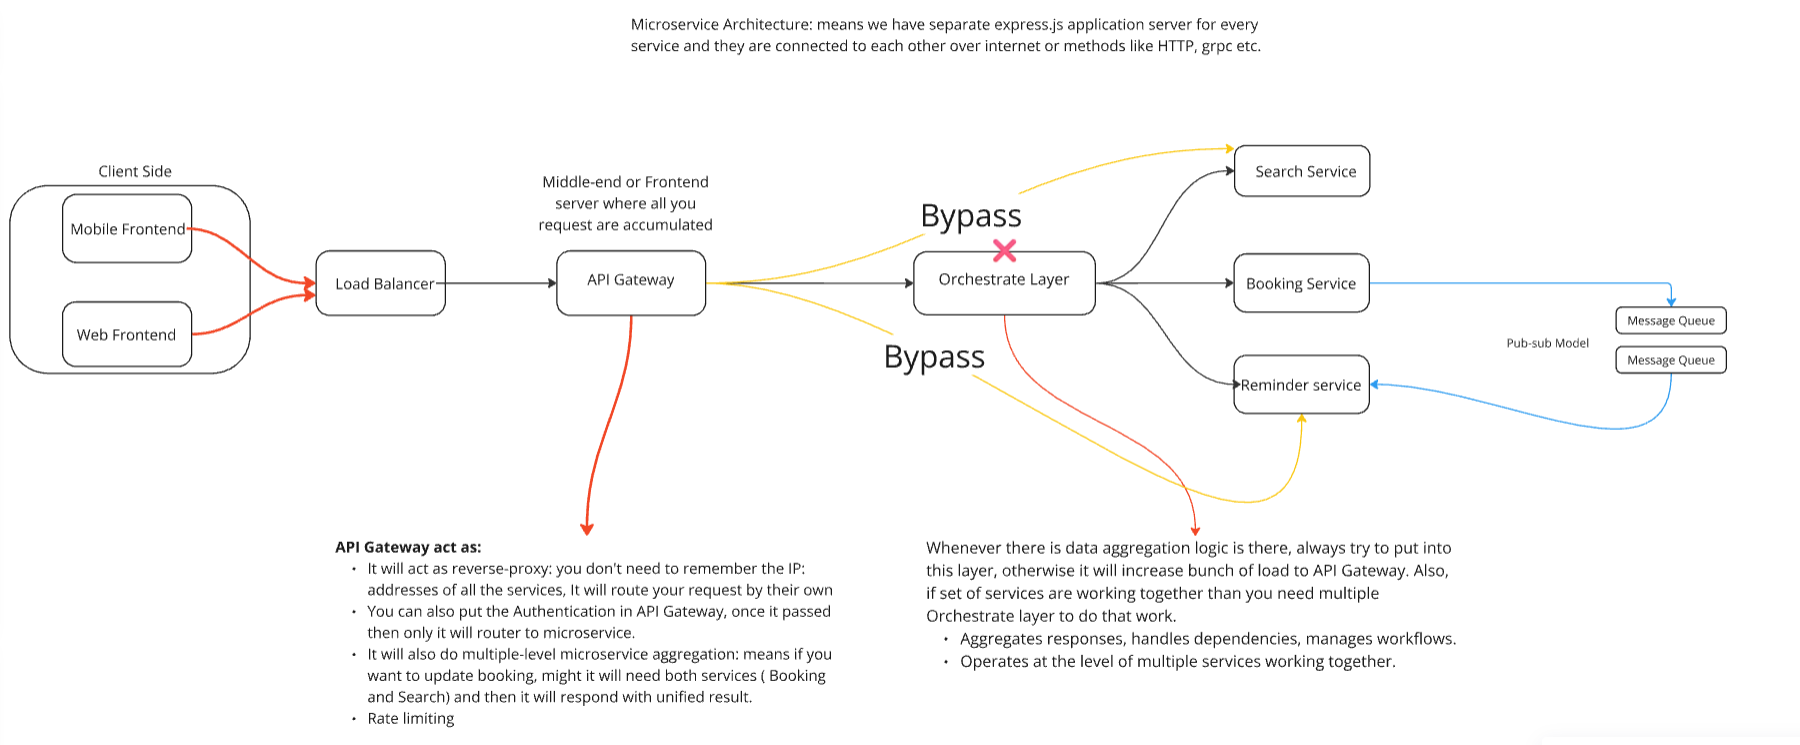 Microservice Architecture: means we have separate express.js application server for every
service and they are connected to each other over internet or methods like HTTP, grpc etc.
Client Side
Mobile Frontend
Web Frontend
Load Balancer
Middle-end or Frontend
server where all you
request are accumulated
API Gateway
Bypass
Orchestrate Layer
Bypass
Search Service
Booking Service
Reminder service
Message Queue
Pub-sub Model
Message Queue
API Gateway act as:
• It will act as reverse-proxy: you don't need to remember the IP:
addresses of all the services, It will route your request by their own
• You can also put the Authentication in API Gateway, once it passed
then only it will router to microservice.
• It will also do multiple-level microservice aggregation: means if you
want to update booking, might it will need both services ( Booking
and Search) and then it will respond with unified result.
• Rate limiting
Whenever there is data aggregation logic is there, always try to put into
this layer, otherwise it will increase bunch of load to API Gateway. Also,
if set of services are working together than you need multiple
Orchestrate layer to do that work.
• Aggregates responses, handles dependencies, manages workflows.
• Operates at the level of multiple services working together.